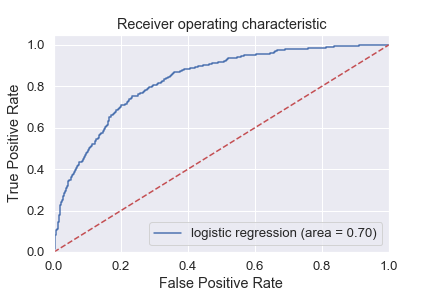 Receiver operating characteristic
1.0
0.8
0.6
0.4
0.2
0.0
True Positive Rate
logistic regression (area = 0.70)
0.0 0.2 0.4 0.6 0.8 1.0
False Positive Rate